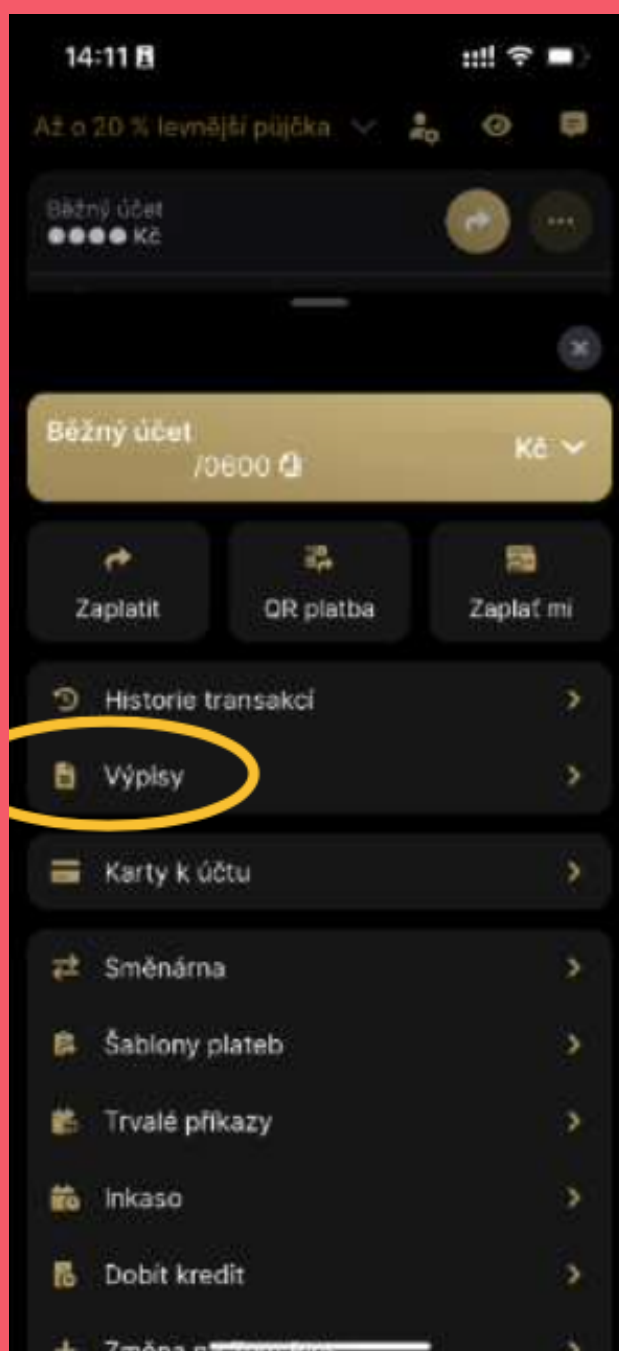 14:11
Až o 20 % levnější půjčka
Běžný účet
●●●● Kč
Běžný účet
/0600
Kč
Zaplatit
QR platba
Zaplať mi
Historie transakcí
Výpisy
Karty k účtu
Směnárna
Šablony plateb
Trvalé příkazy
Inkaso
Dobít kredit
Změna